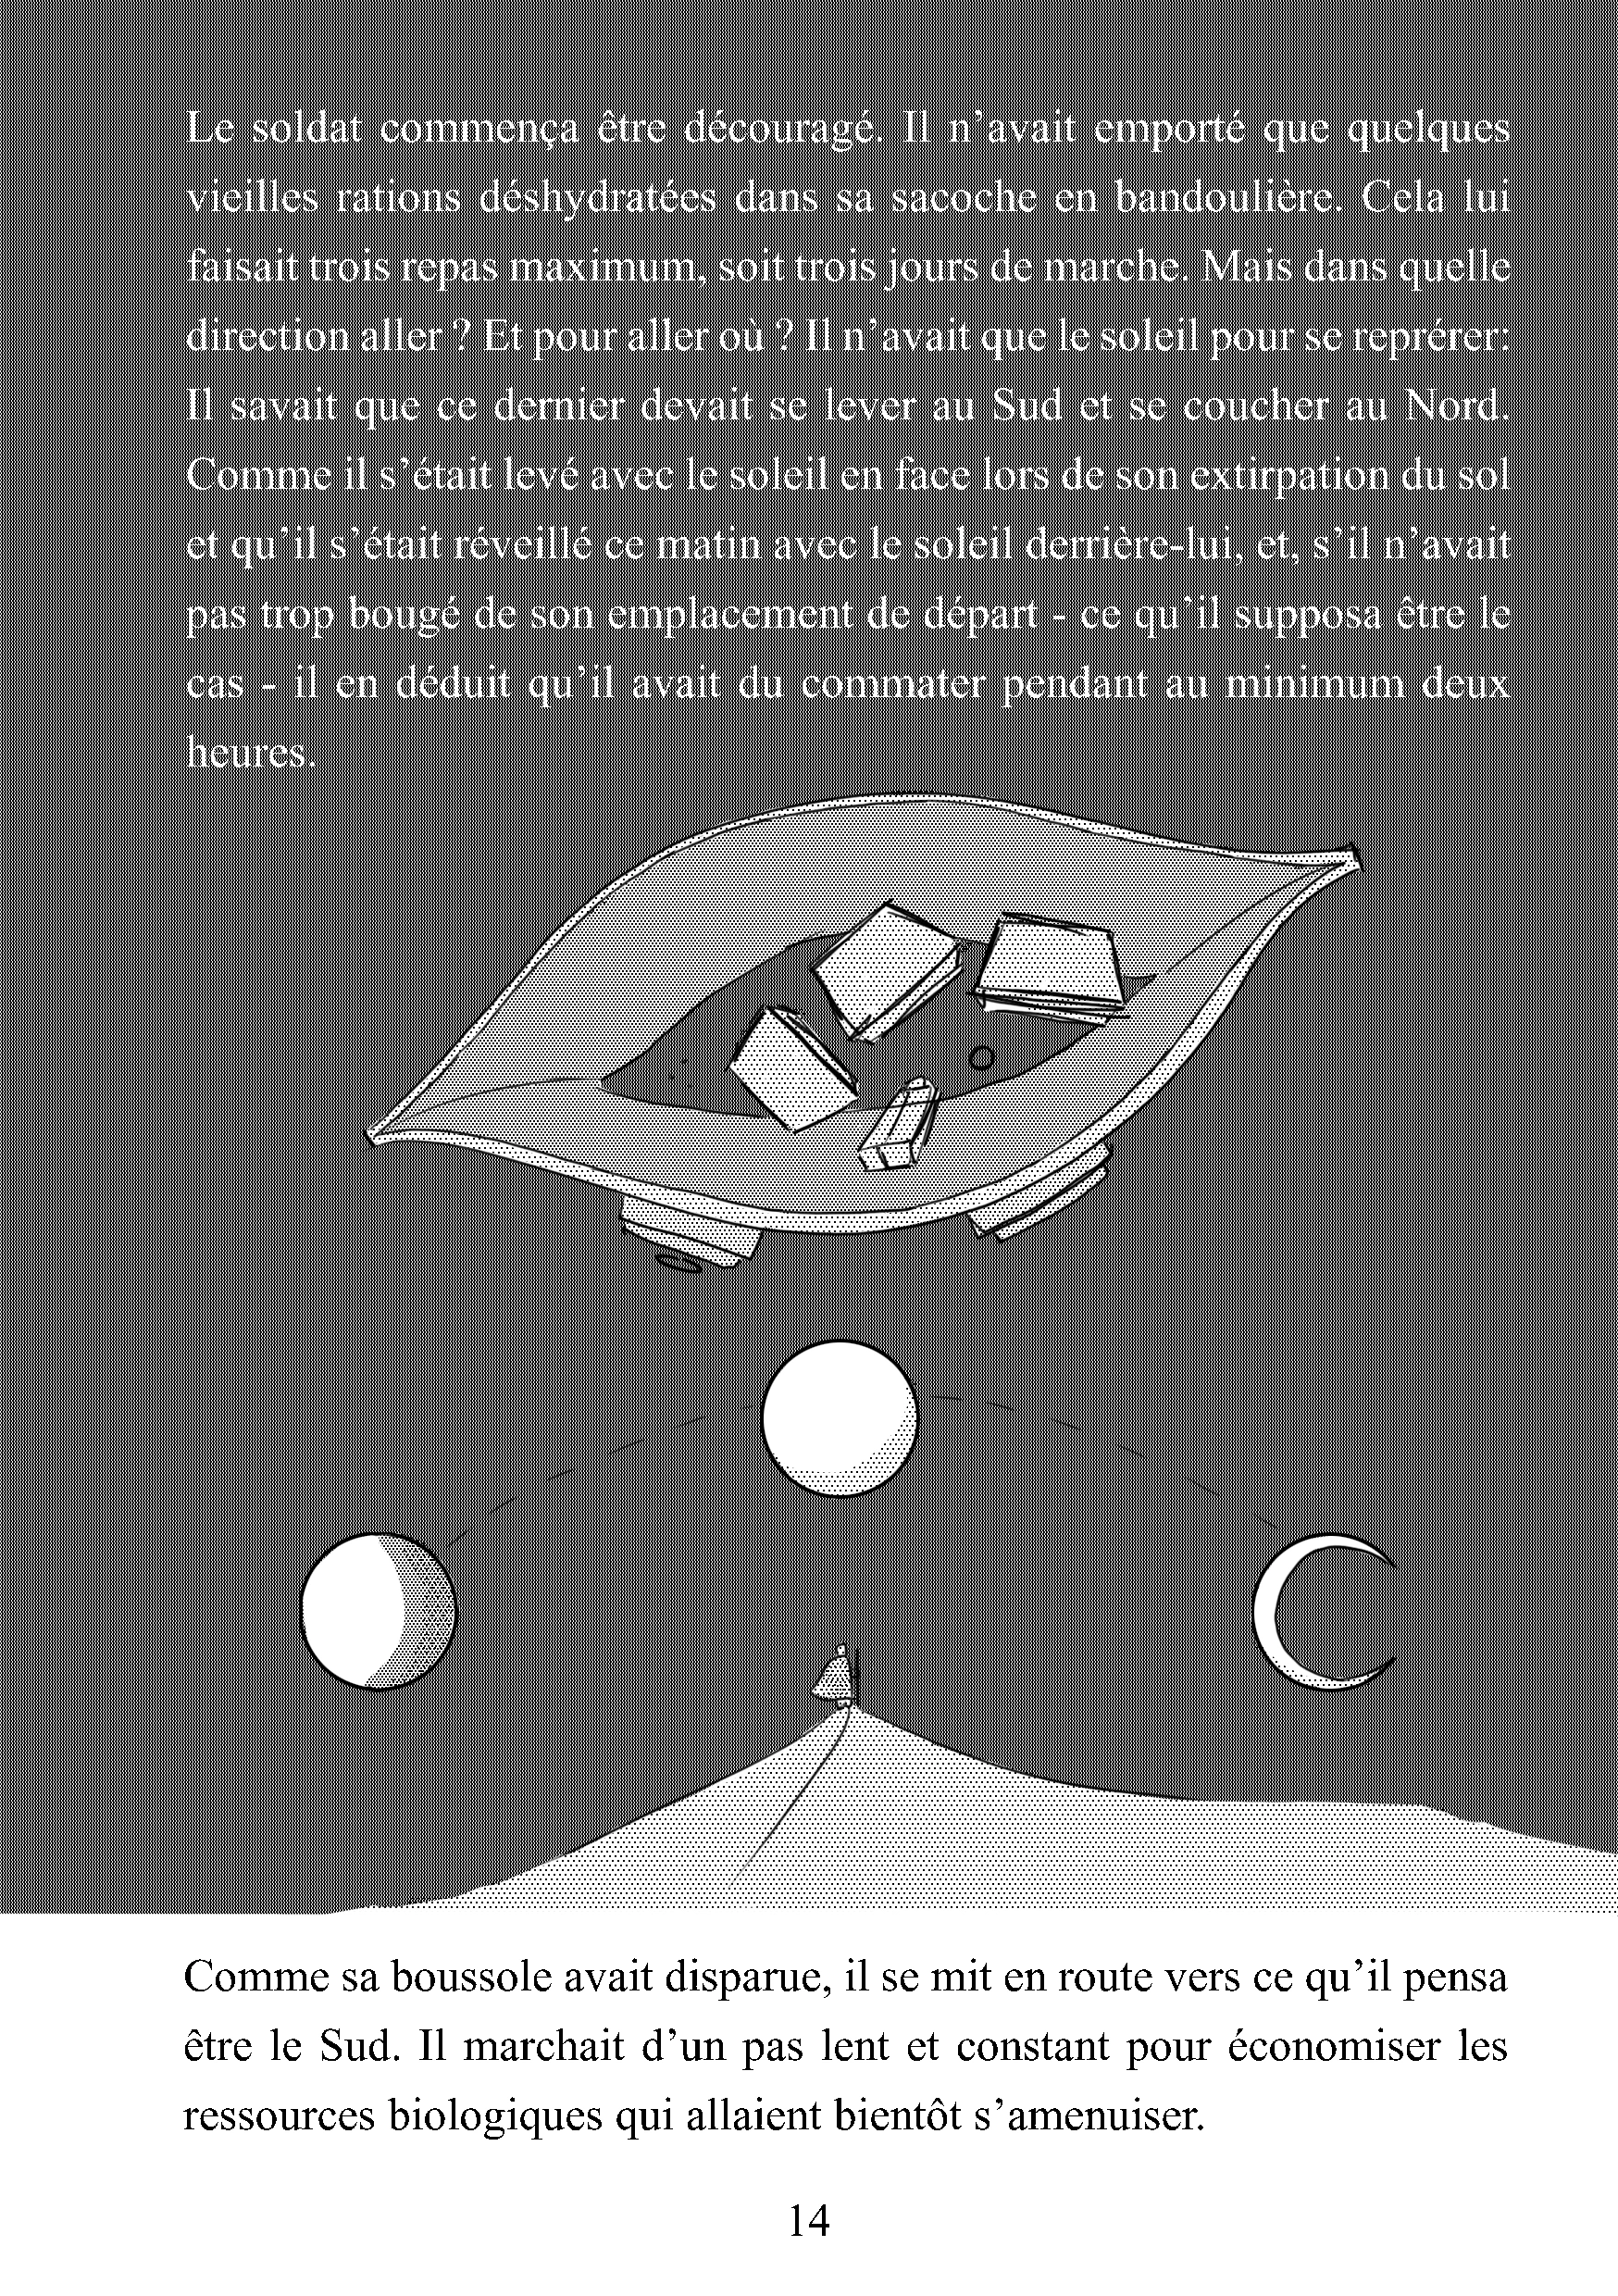 Le soldat commença être découragé. Il n’avait emporté que quelques
vieilles rations déshydratées dans sa sacoche en bandoulière. Cela lui
faisait trois repas maximum, soit trois jours de marche. Mais dans quelle
direction aller ? Et pour aller où ? Il n’avait que le soleil pour se reprérer:
Il savait que ce dernier devait se lever au Sud et se coucher au Nord.
Comme il s’était levé avec le soleil en face lors de son extirpation du sol
et qu’il s’était réveillé ce matin avec le soleil derrière-lui, et, s’il n’avait
pas trop bougé de son emplacement de départ - ce qu’il supposa être le
cas - il en déduit qu’il avait du commater pendant au minimum deux
heures.
Comme sa boussole avait disparue, il se mit en route vers ce qu’il pensa
être le Sud. Il marchait d’un pas lent et constant pour économiser les
ressources biologiques qui allaient bientôt s’amenuiser.
14